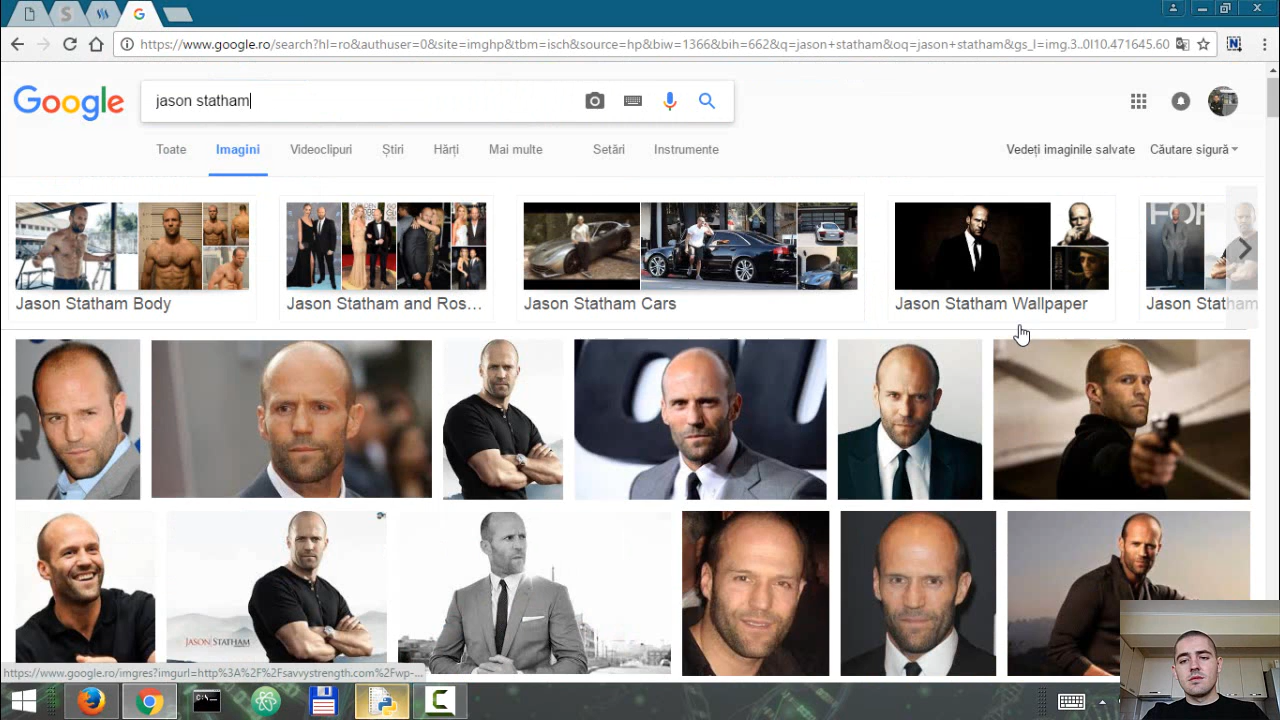 https://www.google.ro/search?hl=ro&authuser=0&site=imghp&tbm=isch&source=hp&biw=1366&bih=662&q=jason+statham&oq=jason+statham&gs_l=img.3..0l10.471645.60
Google
jason statham
Toate Imagini Videoclipuri Știri Hărți Mai multe Setări Instrumente Vedeți imaginile salvate Căutare sigură
Jason Statham Body Jason Statham and Ros... Jason Statham Cars Jason Statham Wallpaper Jason Statham
JASON STATHAM
https://www.google.ro/imgres?imgurl=http%3A%2F%2Fsavvystrength.com%2Fwp-...